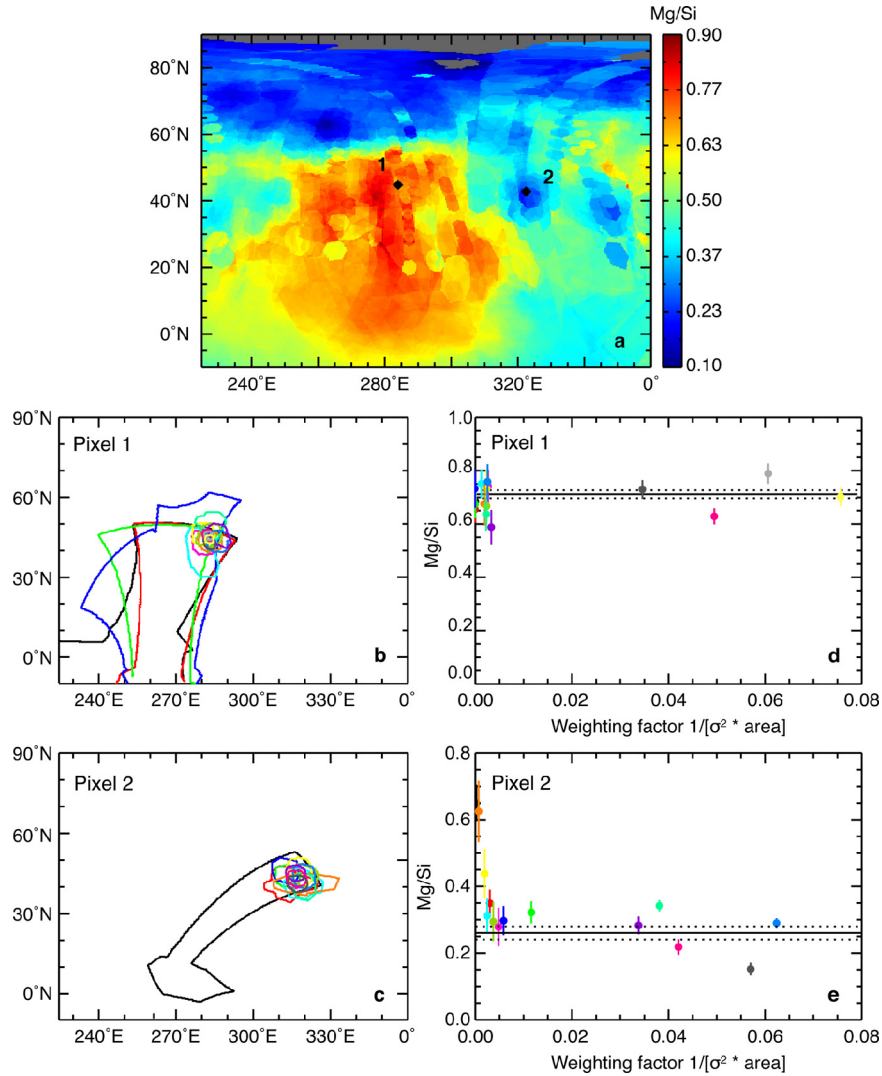 Mg/Si
80˚N
60˚N
40˚N
20˚N
0˚N
1
2
a
0.90
0.77
0.63
0.50
0.37
0.23
0.10
240˚E
280˚E
320˚E
0˚
90˚N
60˚N
30˚N
0˚N
Pixel 1
b
240˚E
270˚E
300˚E
330˚E
0˚
1.0
0.8
0.6
0.4
0.2
0.0
Mg/Si
Pixel 1
d
0.00
0.02
0.04
0.06
0.08
Weighting factor 1/[σ² * area]
90˚N
60˚N
30˚N
0˚N
Pixel 2
c
240˚E
270˚E
300˚E
330˚E
0˚
0.8
0.6
0.4
0.2
0.0
Mg/Si
Pixel 2
e
0.00
0.02
0.04
0.06
0.08
Weighting factor 1/[σ² * area]